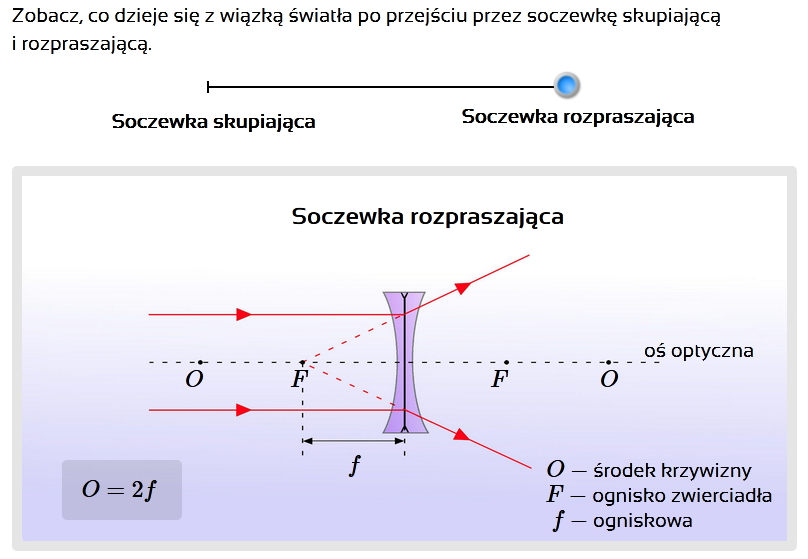 Zobacz, co dzieje się z wiązką światła po przejściu przez soczewkę skupiającą
i rozpraszającą.
Soczewka skupiająca
Soczewka rozpraszająca
Soczewka rozpraszająca
oś optyczna
O
F
F
O
f
O = 2f
O – środek krzywizny
F – ognisko zwierciadła
f – ogniskowa